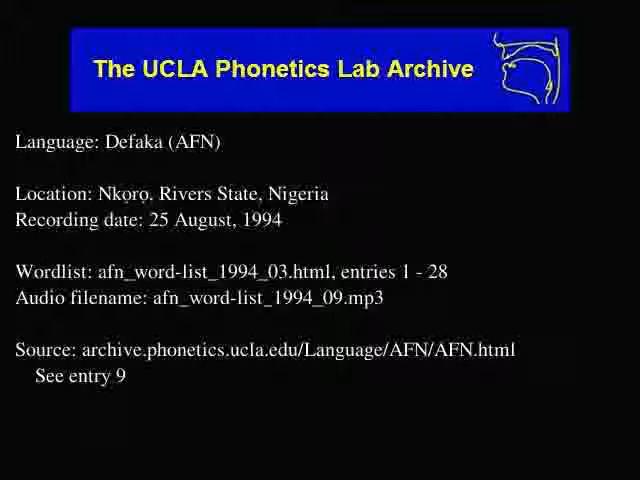 The UCLA Phonetics Lab Archive
Language: Defaka (AFN)
Location: Nkọrọ. Rivers State, Nigeria
Recording date: 25 August, 1994
Wordlist: afn_word-list_1994_03.html, entries 1 - 28
Audio filename: afn_word-list_1994_09.mp3
Source: archive.phonetics.ucla.edu/Language/AFN/AFN.html
See entry 9